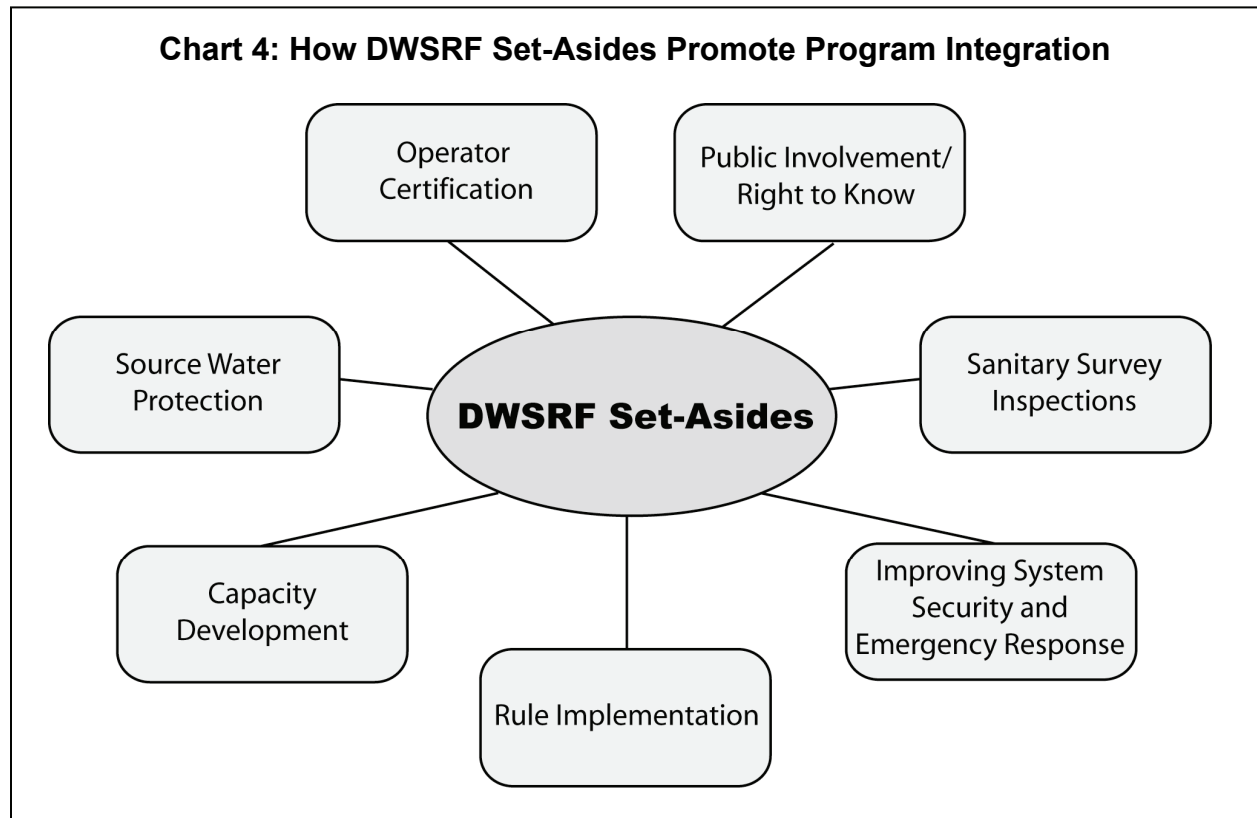 Chart 4: How DWSRF Set-Asides Promote Program Integration
Operator
Certification
Public Involvement/
Right to Know
Source Water
Protection
DWSRF Set-Asides
Sanitary Survey
Inspections
Capacity
Development
Rule Implementation
Improving System
Security and
Emergency Response